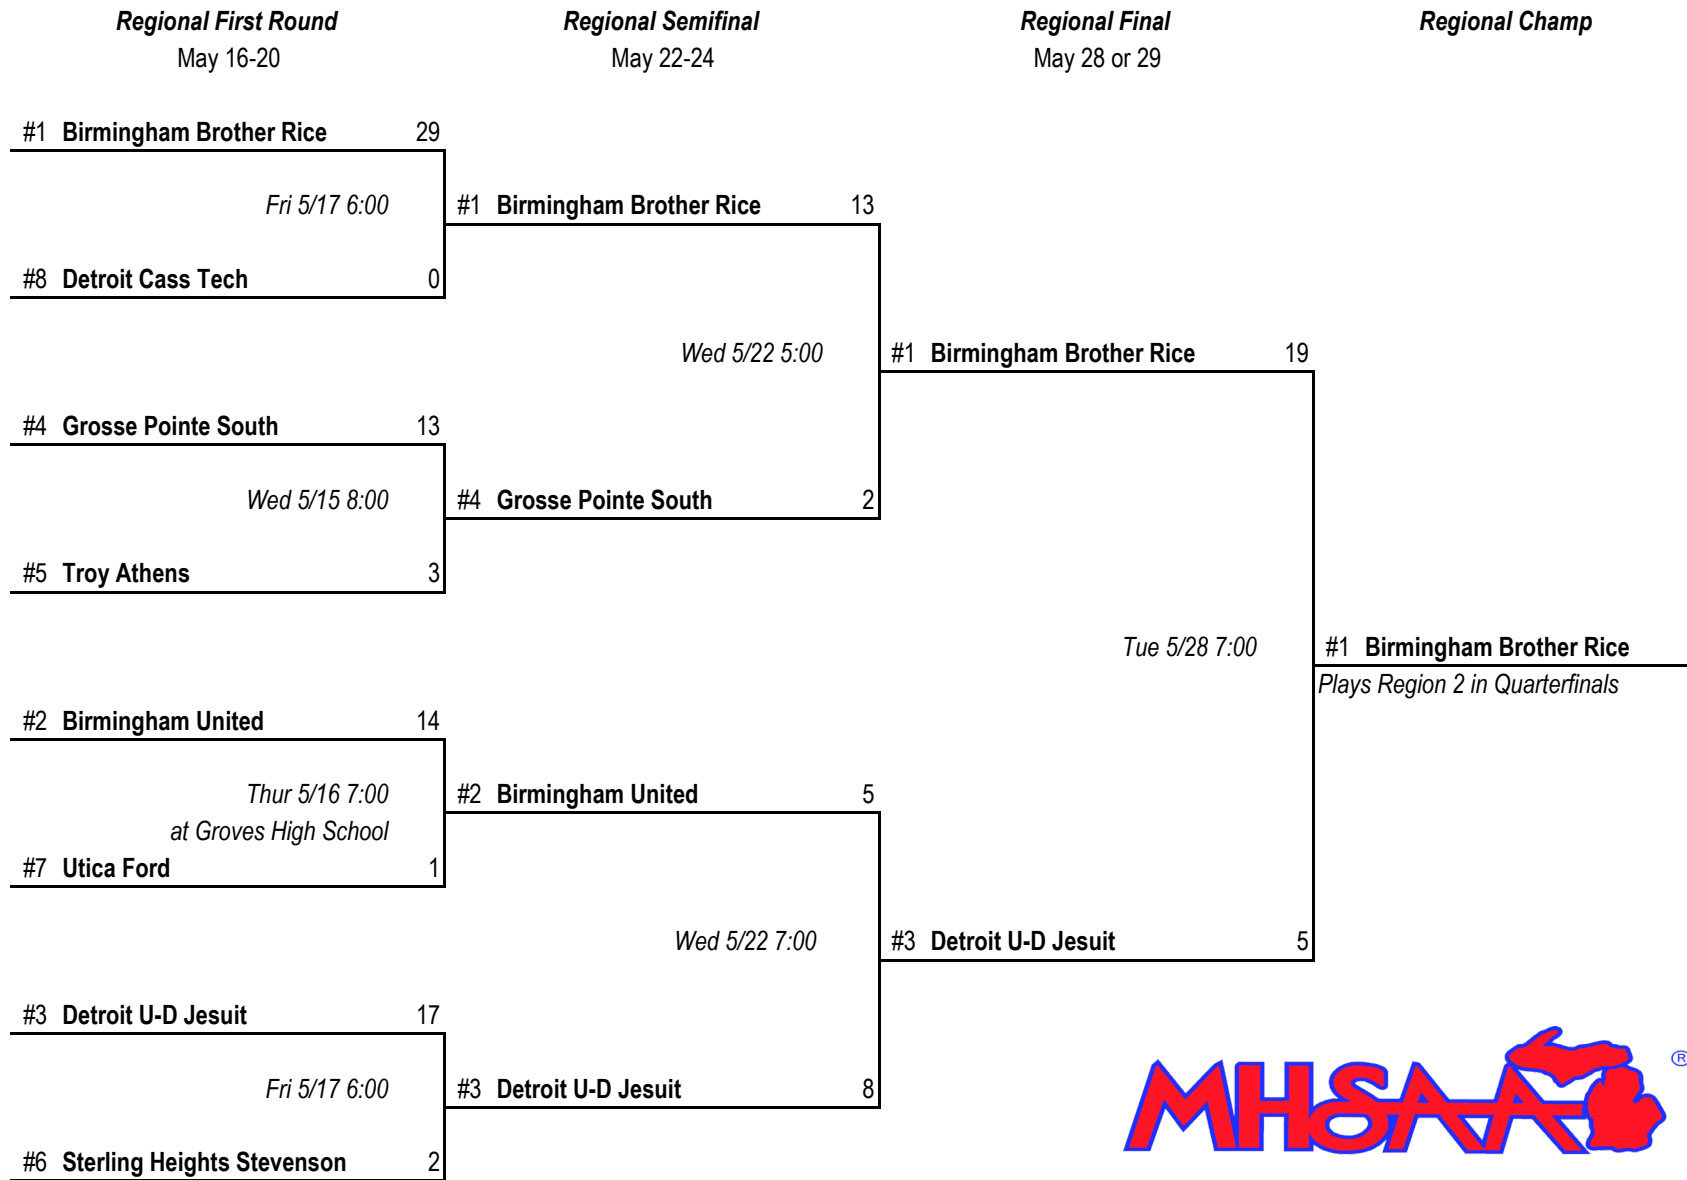 Regional First Round Regional Semifinal Regional Final Regional Champ
May 16-20 May 22-24 May 28 or 29
#1 Birmingham Brother Rice 29
Fri 5/17 6:00 #1 Birmingham Brother Rice 13
#8 Detroit Cass Tech 0
Wed 5/22 5:00 #1 Birmingham Brother Rice 19
#4 Grosse Pointe South 13
Wed 5/15 8:00 #4 Grosse Pointe South 2
#5 Troy Athens 3
Tue 5/28 7:00 #1 Birmingham Brother Rice
Plays Region 2 in Quarterfinals
#2 Birmingham United 14
Thur 5/16 7:00 #2 Birmingham United 5
at Groves High School
#7 Utica Ford 1
Wed 5/22 7:00 #3 Detroit U-D Jesuit 5
#3 Detroit U-D Jesuit 17
Fri 5/17 6:00 #3 Detroit U-D Jesuit 8
MHSAA ®
#6 Sterling Heights Stevenson 2